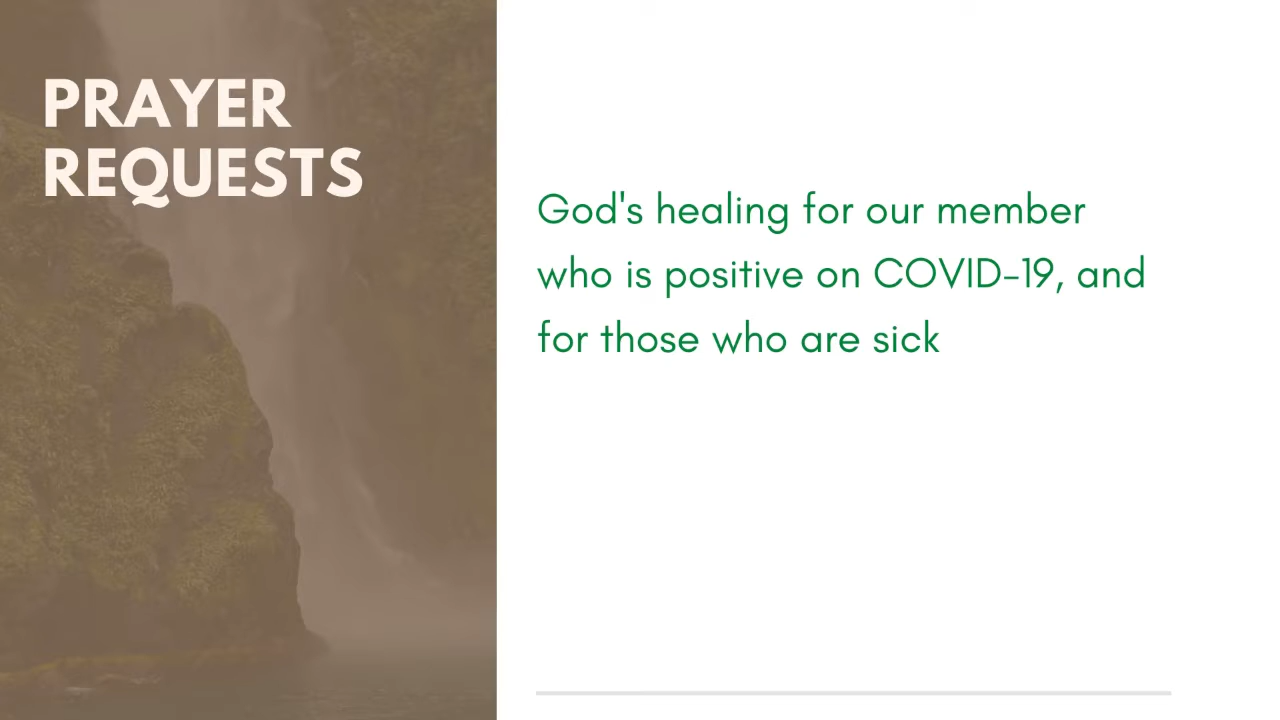 PRAYER
REQUESTS
God's healing for our member
who is positive on COVID-19, and
for those who are sick